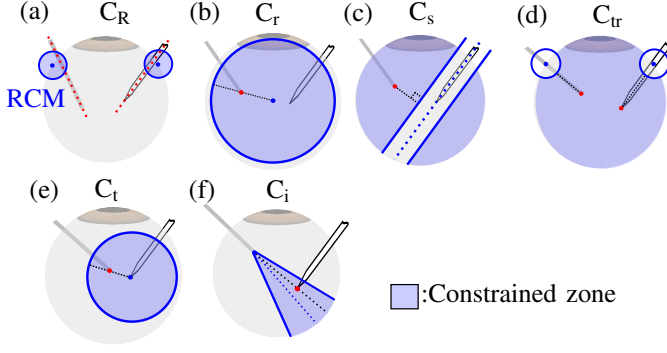 (a) C_R (b) C_r (c) C_s (d) C_tr
RCM
(e) C_t (f) C_i
:Constrained zone